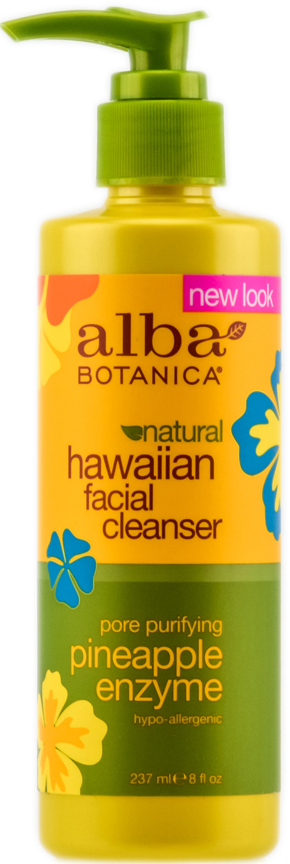 new look
alba
BOTANICA®
natural
hawaiian
facial
cleanser
pore purifying
pineapple
enzyme
hypo-allergenic
237 ml ℮ 8 fl oz